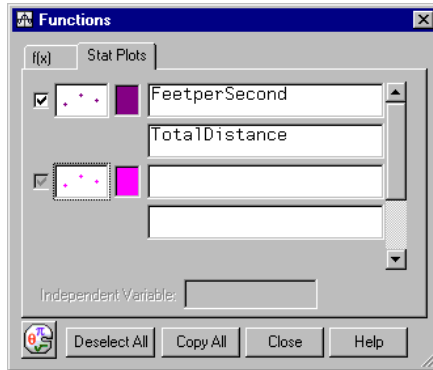 Functions
f(x) Stat Plots
FeetperSecond
TotalDistance
Independent Variable:
Deselect All Copy All Close Help